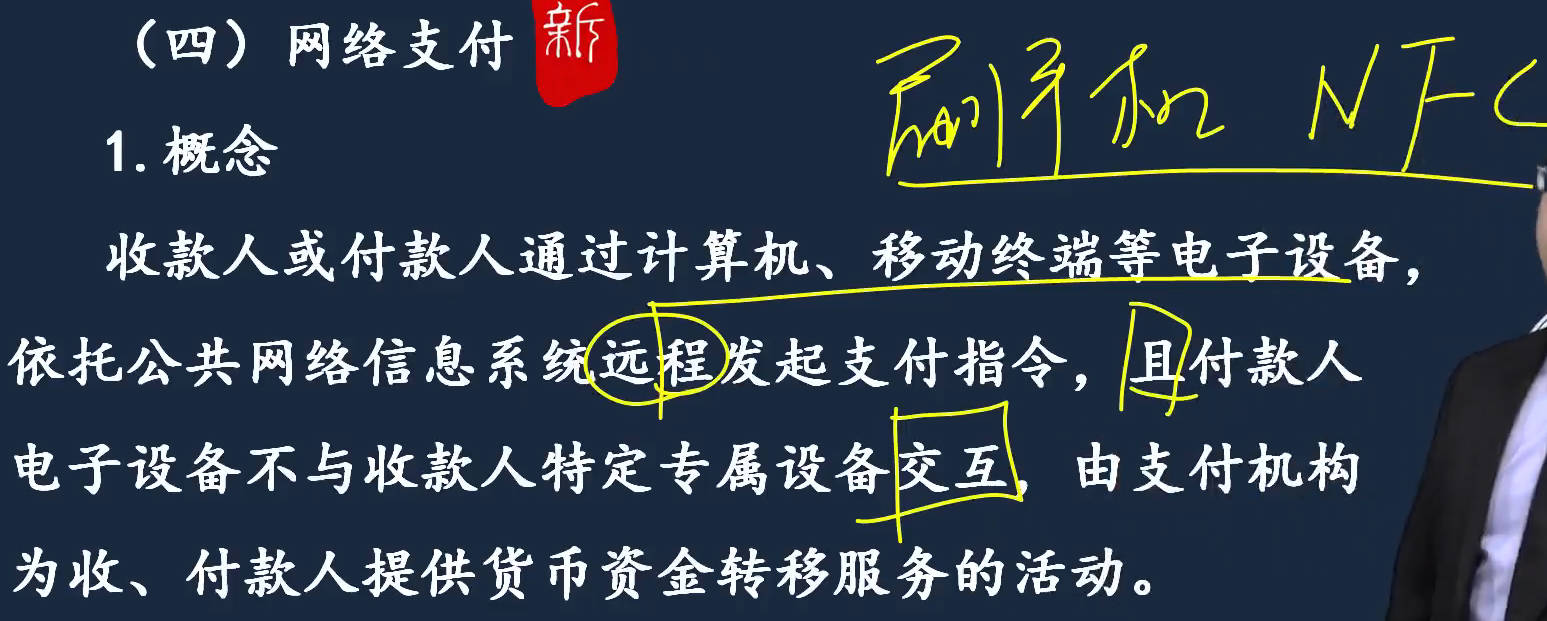 （四）网络支付 新
刷手机 NFC
1.概念
收款人或付款人通过计算机、移动终端等电子设备，
依托公共网络信息系统远程发起支付指令，且付款人
电子设备不与收款人特定专属设备交互，由支付机构
为收、付款人提供货币资金转移服务的活动。